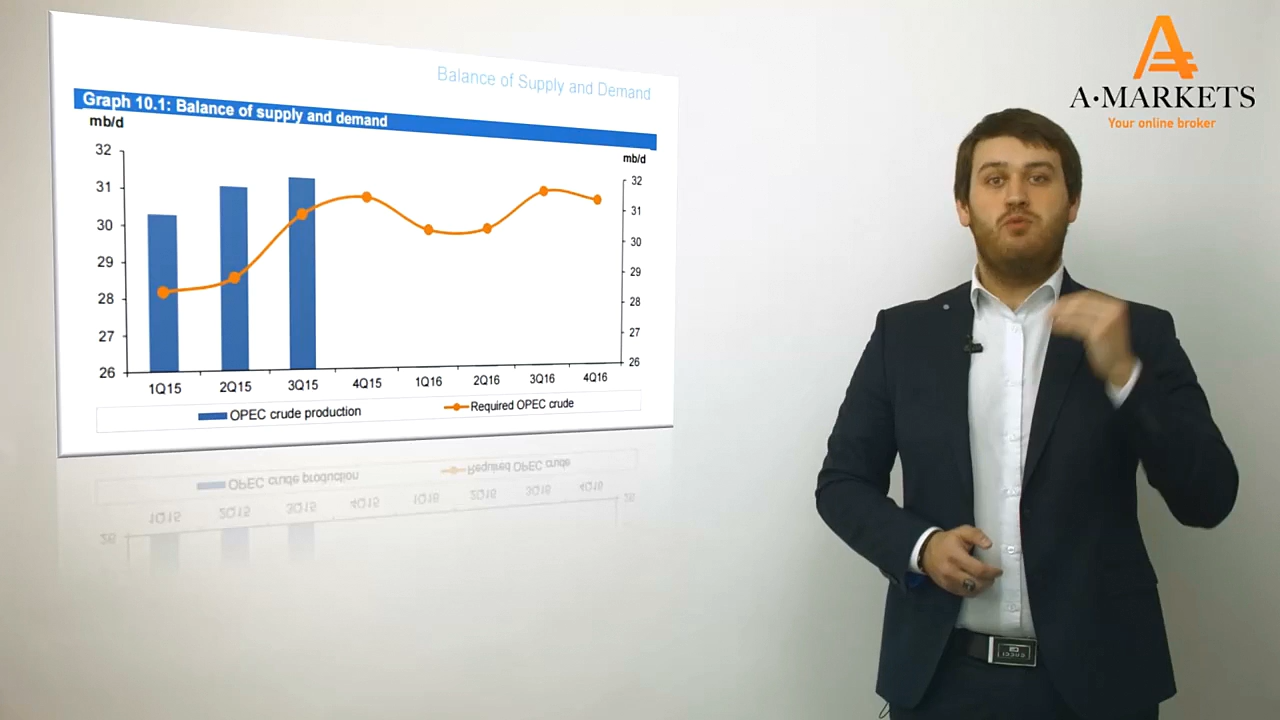 Balance of Supply and Demand
Graph 10.1: Balance of supply and demand
mb/d
mb/d
32
31
30
29
28
27
26
32
31
30
29
28
27
26
1Q15 2Q15 3Q15 4Q15 1Q16 2Q16 3Q16 4Q16
OPEC crude production Required OPEC crude
A·MARKETS
Your online broker